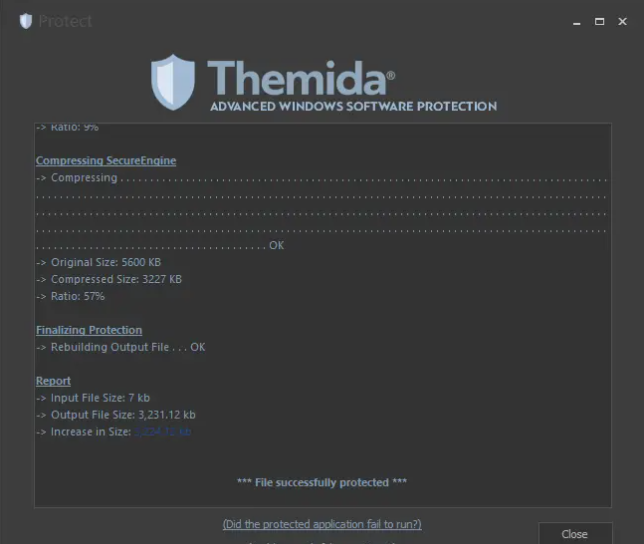 Protect
Themida®
ADVANCED WINDOWS SOFTWARE PROTECTION
-> Ratio: 9%
Compressing SecureEngine
-> Compressing . . . . . . . . . . . . . . . . . . . . . . . . . . . . . . . . . . . . . . . . . . . . . . . . . . . . . . . . . . . . . . . . . . . . . . . . . . . . . . . . . .
. . . . . . . . . . . . . . . . . . . . . . . . . . . . . . . . . . . . . . . . . . . . . . . . . . . . . . . . . . . . . . . . . . . . . . . . . . . . . . . . . . . . . . . . . . . . . . . .
. . . . . . . . . . . . . . . . . . . . . . . . . . . . . . . . . . . . . . . . . . . . . . . . . . . . . . . . . . . . . . . . . . . . . . . . . . . . . . . . . . . . . . . . . . . . . . . .
. . . . . . . . . . . . . . . . . . . . . . . . . . . . . . . . . . . . . . . . . . . . . . . . . . . . . . . . . . . . . . . . . . . . . . . . . . . . . . . . . . . . . . . . . . . . . . . .
. . . . . . . . . . . . . . . . . . . . . . . . . . . . . . . . . . . . . . . OK
-> Original Size: 5600 KB
-> Compressed Size: 3227 KB
-> Ratio: 57%
Finalizing Protection
-> Rebuilding Output File . . . OK
Report
-> Input File Size: 7 kb
-> Output File Size: 3,231.12 kb
-> Increase in Size: 3,224.12 kb
*** File successfully protected ***
(Did the protected application fail to run?)
Close